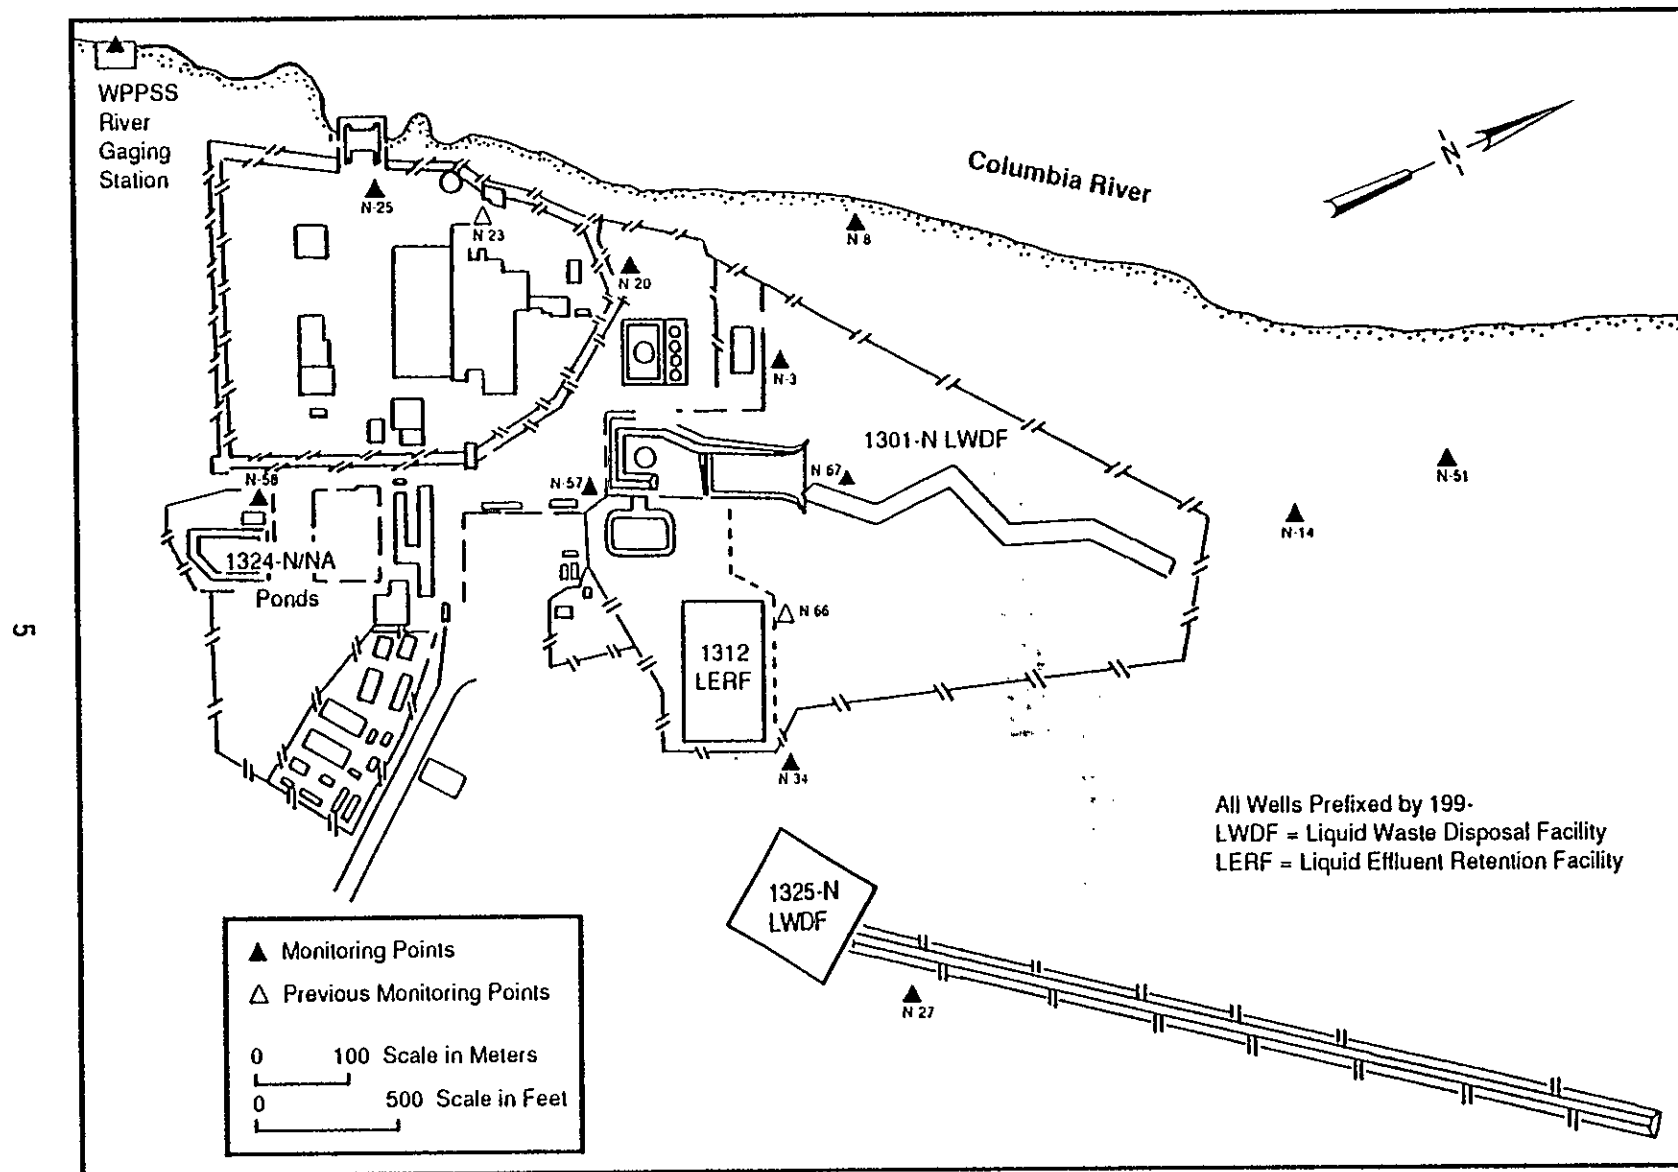 WPPSS
River
Gaging
Station
Columbia River
N
N-25
N 23
N 8
N 20
N-3
1301-N LWDF
N 67
N-51
N-58
N-57
N-14
1324-N/NA
Ponds
N 66
1312
LERF
N 34
All Wells Prefixed by 199-
LWDF = Liquid Waste Disposal Facility
LERF = Liquid Effluent Retention Facility
1325-N
LWDF
N 27
Monitoring Points
Previous Monitoring Points
0 100 Scale in Meters
0 500 Scale in Feet
5